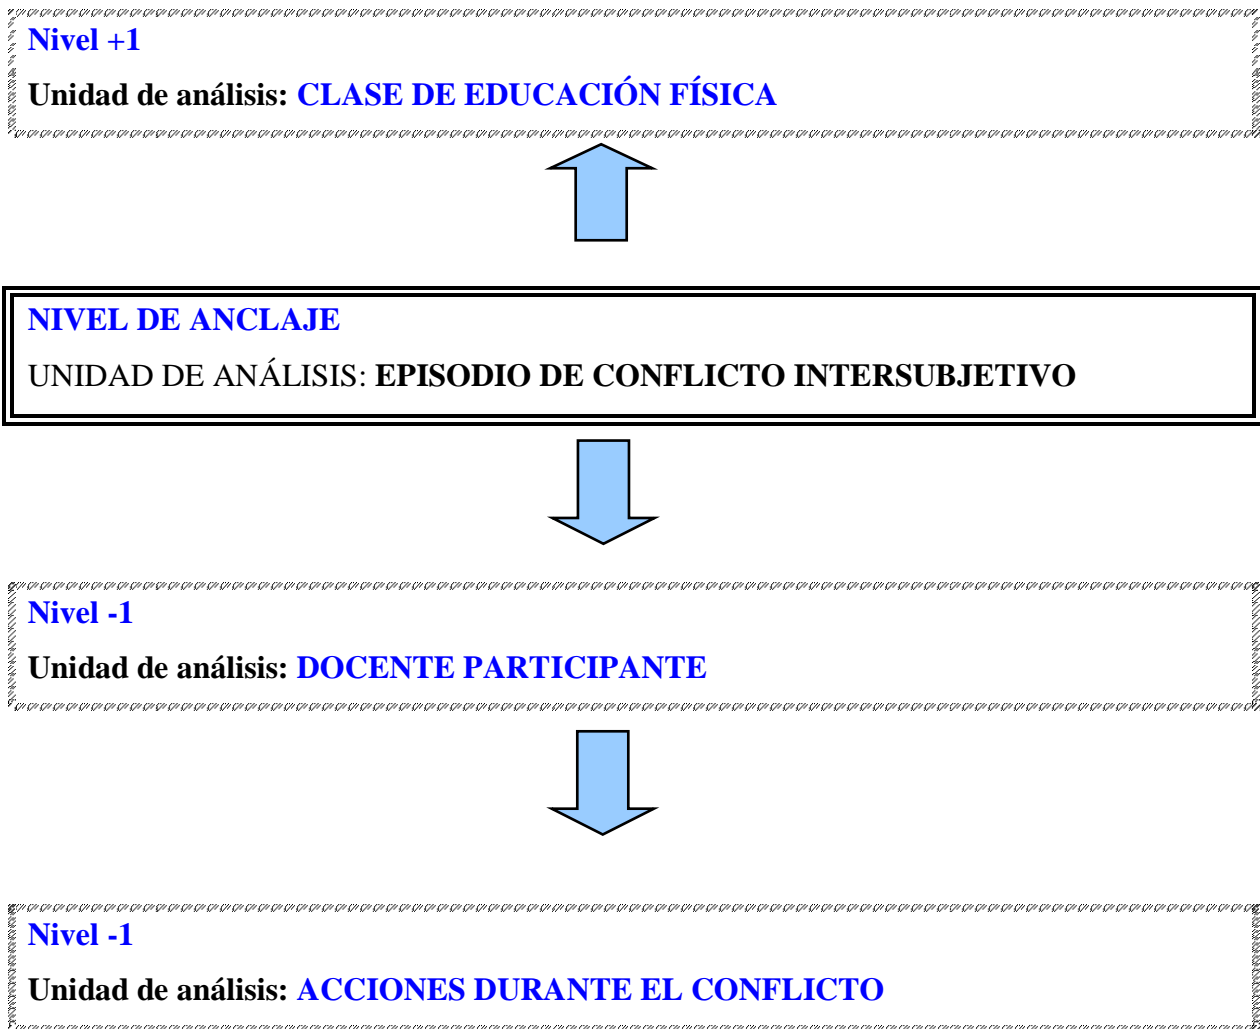 Nivel +1
Unidad de análisis: CLASE DE EDUCACIÓN FÍSICA
NIVEL DE ANCLAJE
UNIDAD DE ANÁLISIS: EPISODIO DE CONFLICTO INTERSUBJETIVO
Nivel -1
Unidad de análisis: DOCENTE PARTICIPANTE
Nivel -1
Unidad de análisis: ACCIONES DURANTE EL CONFLICTO